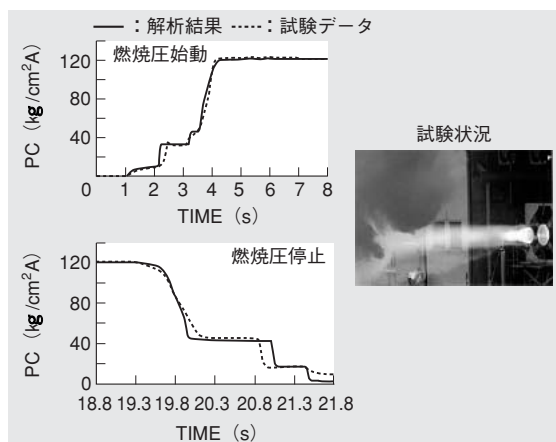 ―：解析結果 ‐‐‐‐：試験データ
燃焼圧始動
PC（kg/cm²A）
120
80
40
0 1 2 3 4 5 6 7 8
TIME（s）
試験状況
燃焼圧停止
PC（kg/cm²A）
120
80
40
0
18.8 19.3 19.8 20.3 20.8 21.3 21.8
TIME（s）